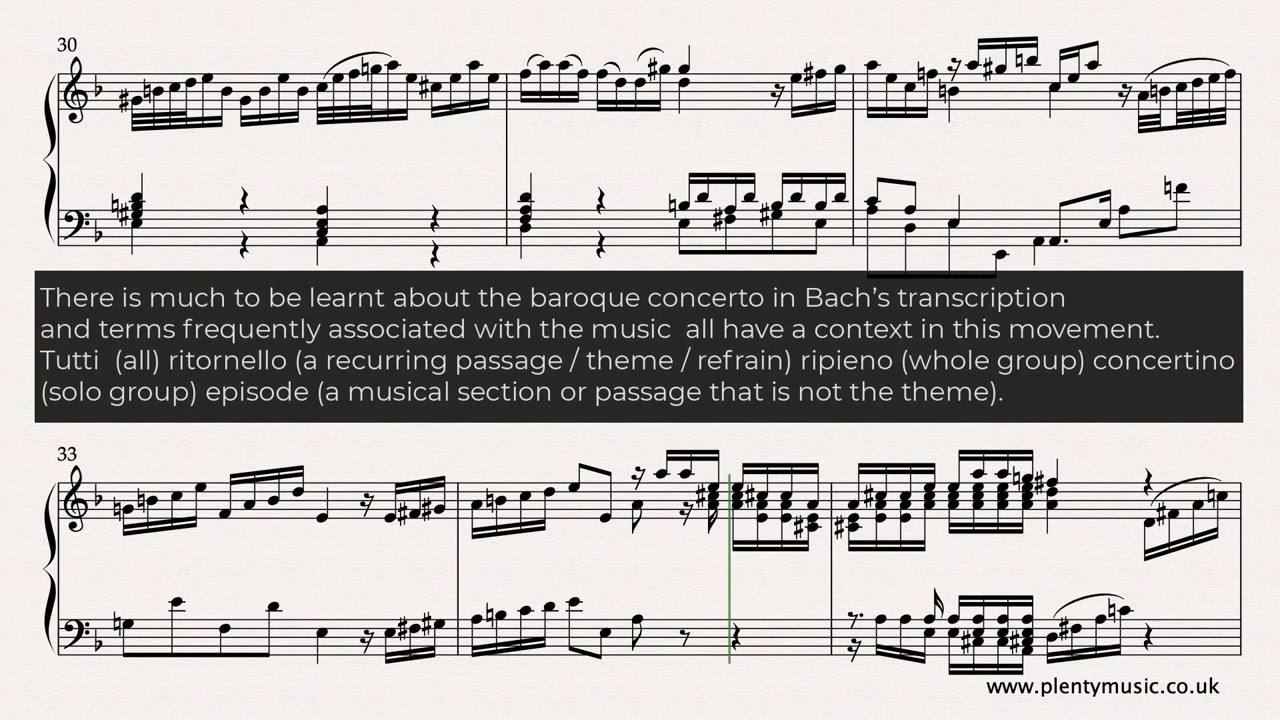 30
There is much to be learnt about the baroque concerto in Bach's transcription
and terms frequently associated with the music  all have a context in this movement.
Tutti  (all) ritornello (a recurring passage / theme / refrain) ripieno (whole group) concertino
(solo group) episode (a musical section or passage that is not the theme).
33
www.plentymusic.co.uk